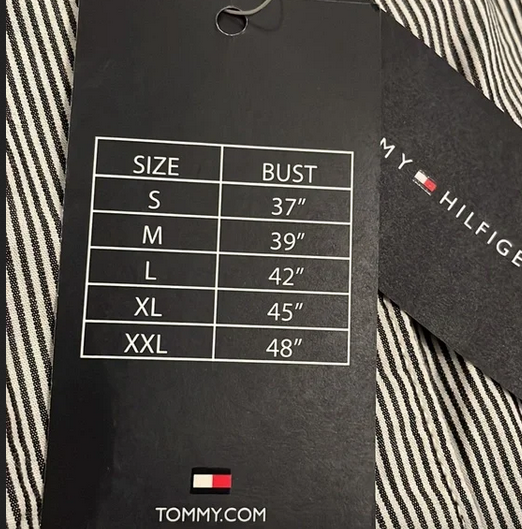 SIZE BUST
S 37"
M 39"
L 42"
XL 45"
XXL 48"
TOMMY.COM
MY HILFIGE